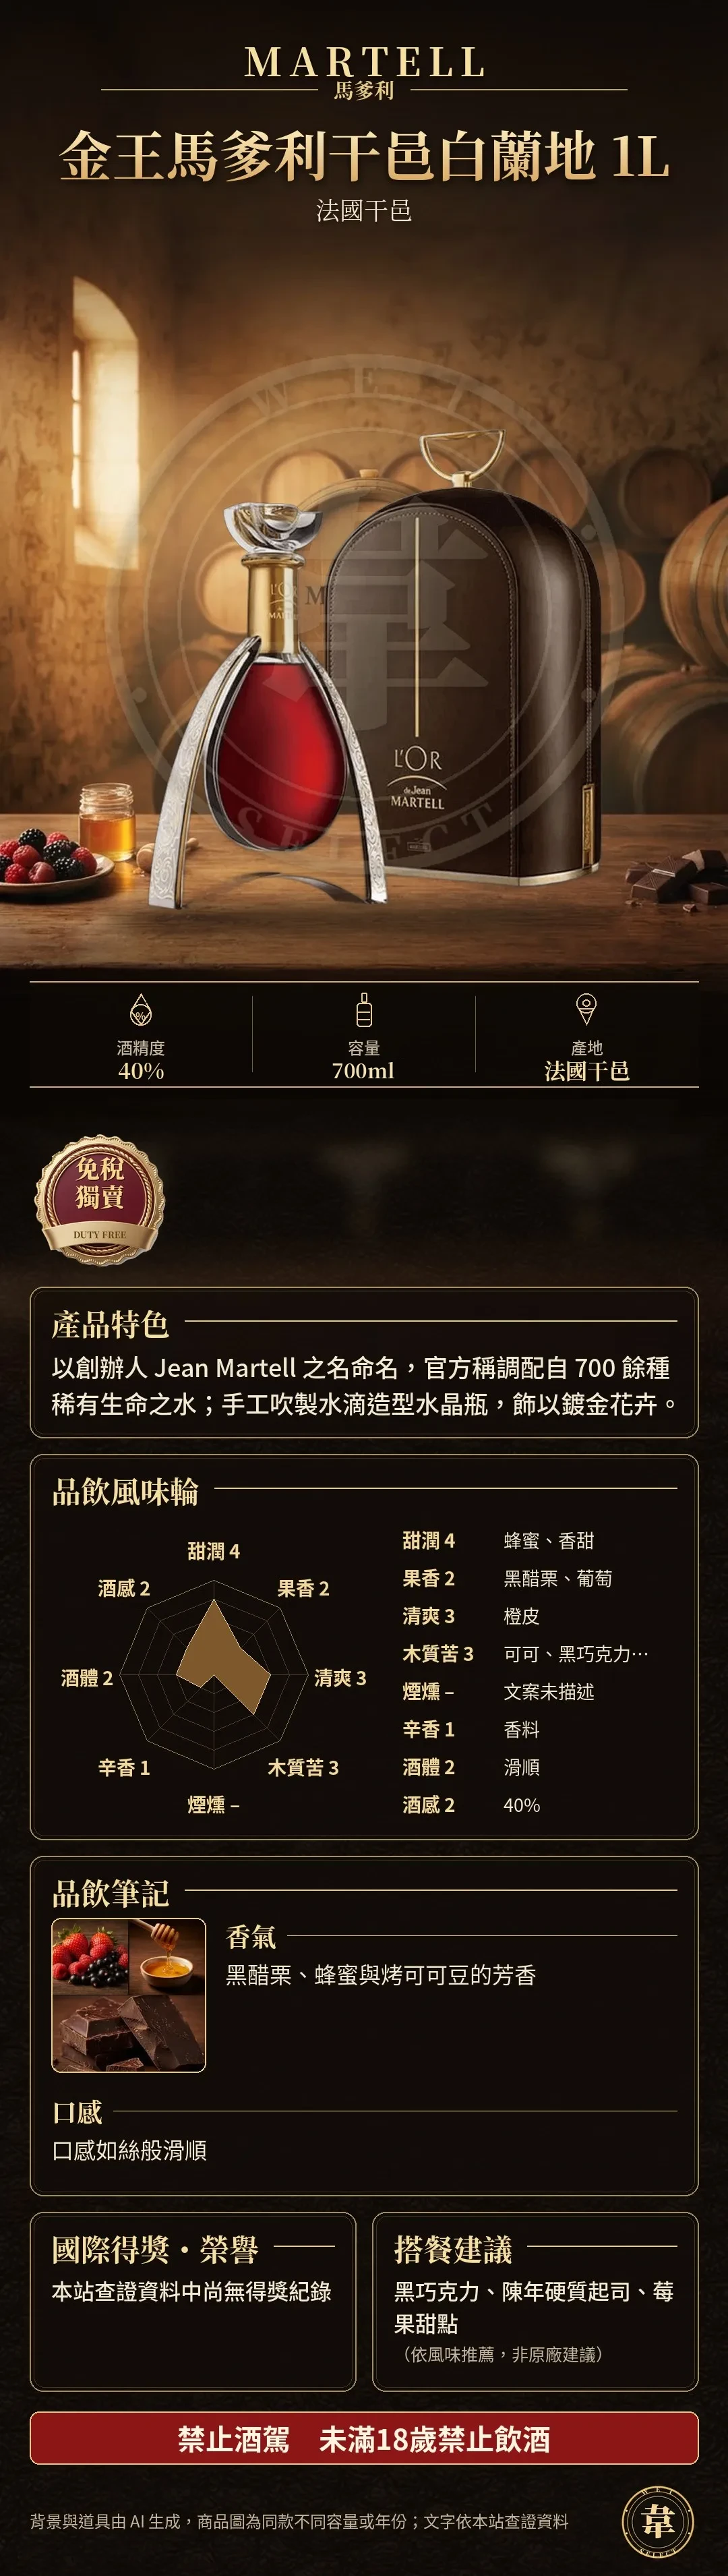 MARTELL
馬爹利
金王馬爹利干邑白蘭地 1L
法國干邑
WET
韋
SELECT
L'OR
de Jean
MARTELL
酒精度
40%
容量
700ml
產地
法國干邑
免稅
獨賣
DUTY FREE
產品特色
以創辦人 Jean Martell 之名命名，官方稱調配自 700 餘種
稀有生命之水；手工吹製水滴造型水晶瓶，飾以鍍金花卉。
品飲風味輪
甜潤 4
酒感 2
果香 2
酒體 2
清爽 3
辛香 1
木質苦 3
煙燻 –
甜潤 4 蜂蜜、香甜
果香 2 黑醋栗、葡萄
清爽 3 橙皮
木質苦 3 可可、黑巧克力…
煙燻 – 文案未描述
辛香 1 香料
酒體 2 滑順
酒感 2 40%
品飲筆記
香氣
黑醋栗、蜂蜜與烤可可豆的芳香
口感
口感如絲般滑順
國際得獎・榮譽
本站查證資料中尚無得獎紀錄
搭餐建議
黑巧克力、陳年硬質起司、莓
果甜點
（依風味推薦，非原廠建議）
禁止酒駕 未滿18歲禁止飲酒
背景與道具由 AI 生成，商品圖為同款不同容量或年份；文字依本站查證資料
WET
韋
SELECT